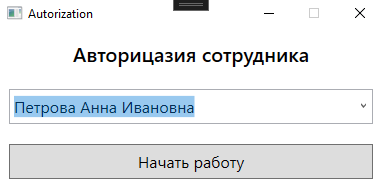 Autorization
Авторицазия сотрудника
Петрова Анна Ивановна
Начать работу